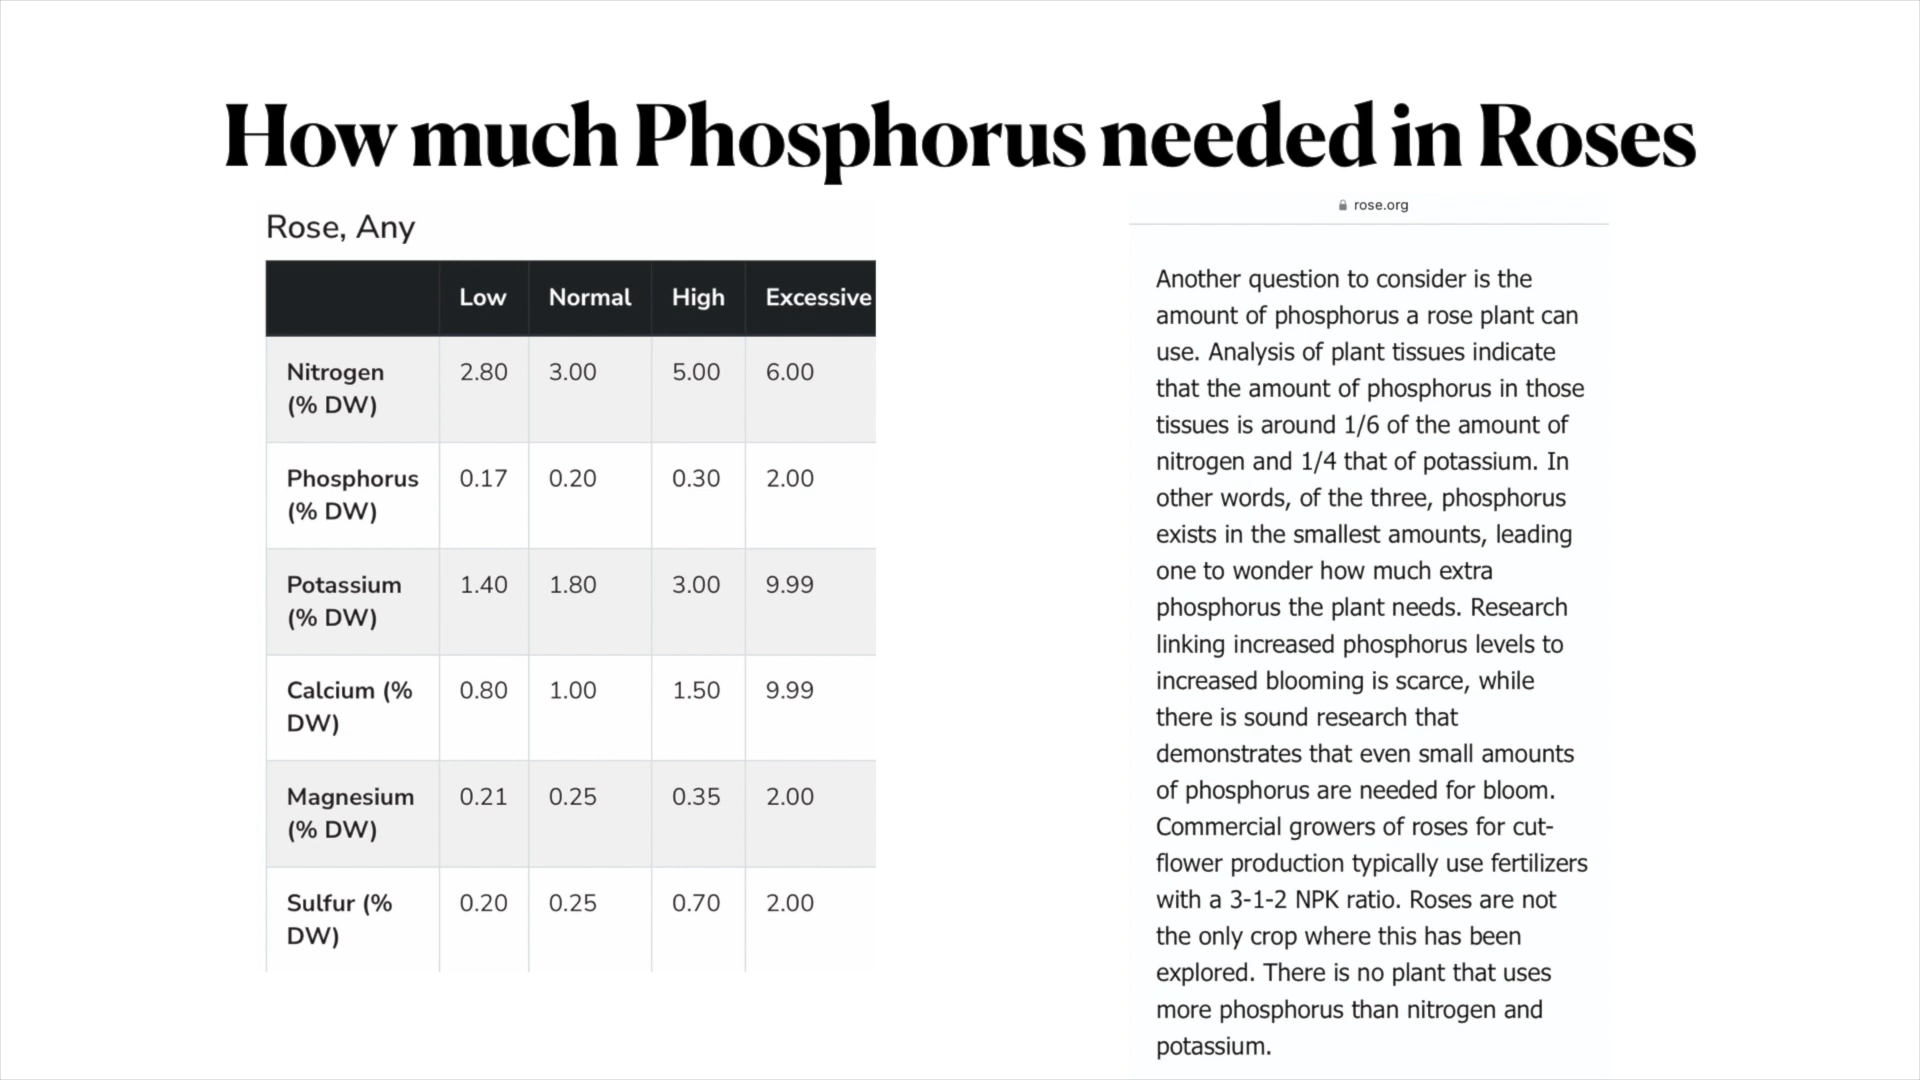 How much Phosphorus needed in Roses
Rose, Any
Low Normal High Excessive
Nitrogen (% DW) 2.80 3.00 5.00 6.00
Phosphorus (% DW) 0.17 0.20 0.30 2.00
Potassium (% DW) 1.40 1.80 3.00 9.99
Calcium (% DW) 0.80 1.00 1.50 9.99
Magnesium (% DW) 0.21 0.25 0.35 2.00
Sulfur (% DW) 0.20 0.25 0.70 2.00
rose.org
Another question to consider is the
amount of phosphorus a rose plant can
use. Analysis of plant tissues indicate
that the amount of phosphorus in those
tissues is around 1/6 of the amount of
nitrogen and 1/4 that of potassium. In
other words, of the three, phosphorus
exists in the smallest amounts, leading
one to wonder how much extra
phosphorus the plant needs. Research
linking increased phosphorus levels to
increased blooming is scarce, while
there is sound research that
demonstrates that even small amounts
of phosphorus are needed for bloom.
Commercial growers of roses for cut-
flower production typically use fertilizers
with a 3-1-2 NPK ratio. Roses are not
the only crop where this has been
explored. There is no plant that uses
more phosphorus than nitrogen and
potassium.